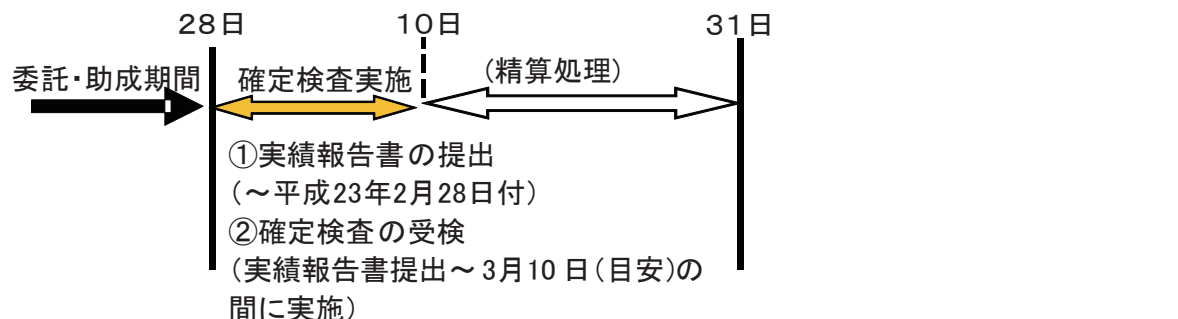 28日 10日 31日
委託・助成期間 確定検査実施 (精算処理)
①実績報告書の提出
(～平成23年2月28日付)
②確定検査の受検
(実績報告書提出～3月10日(目安)の
間に実施)